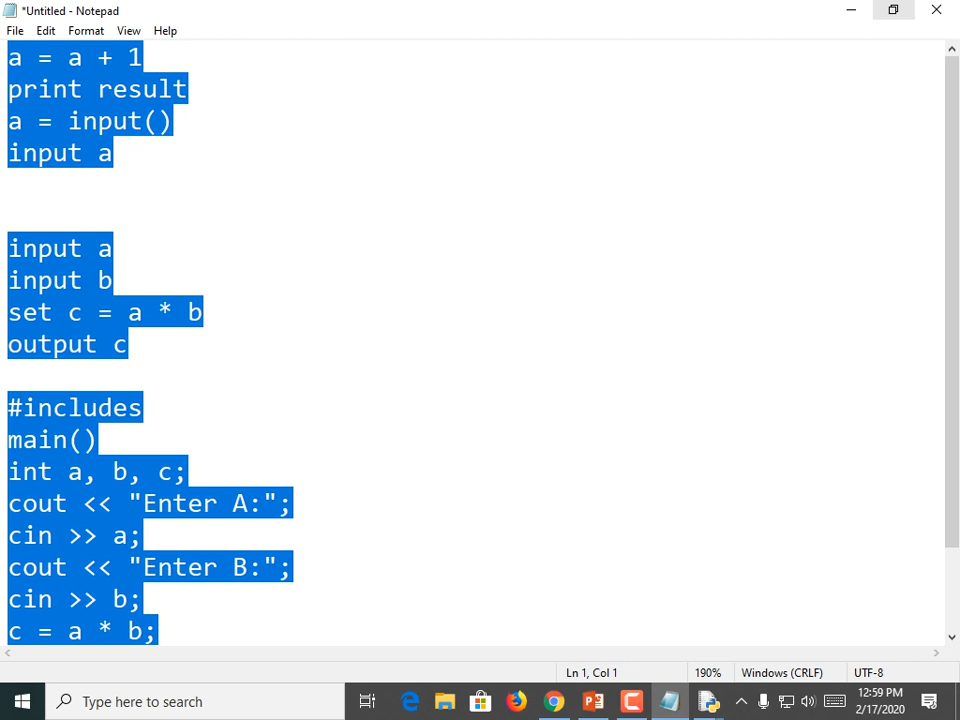 *Untitled - Notepad
File Edit Format View Help
a = a + 1
print result
a = input()
input a
input a
input b
set c = a * b
output c
#includes
main()
int a, b, c;
cout << "Enter A:";
cin >> a;
cout << "Enter B:";
cin >> b;
c = a * b;
Ln 1, Col 1 190% Windows (CRLF) UTF-8
Type here to search
12:59 PM
2/17/2020